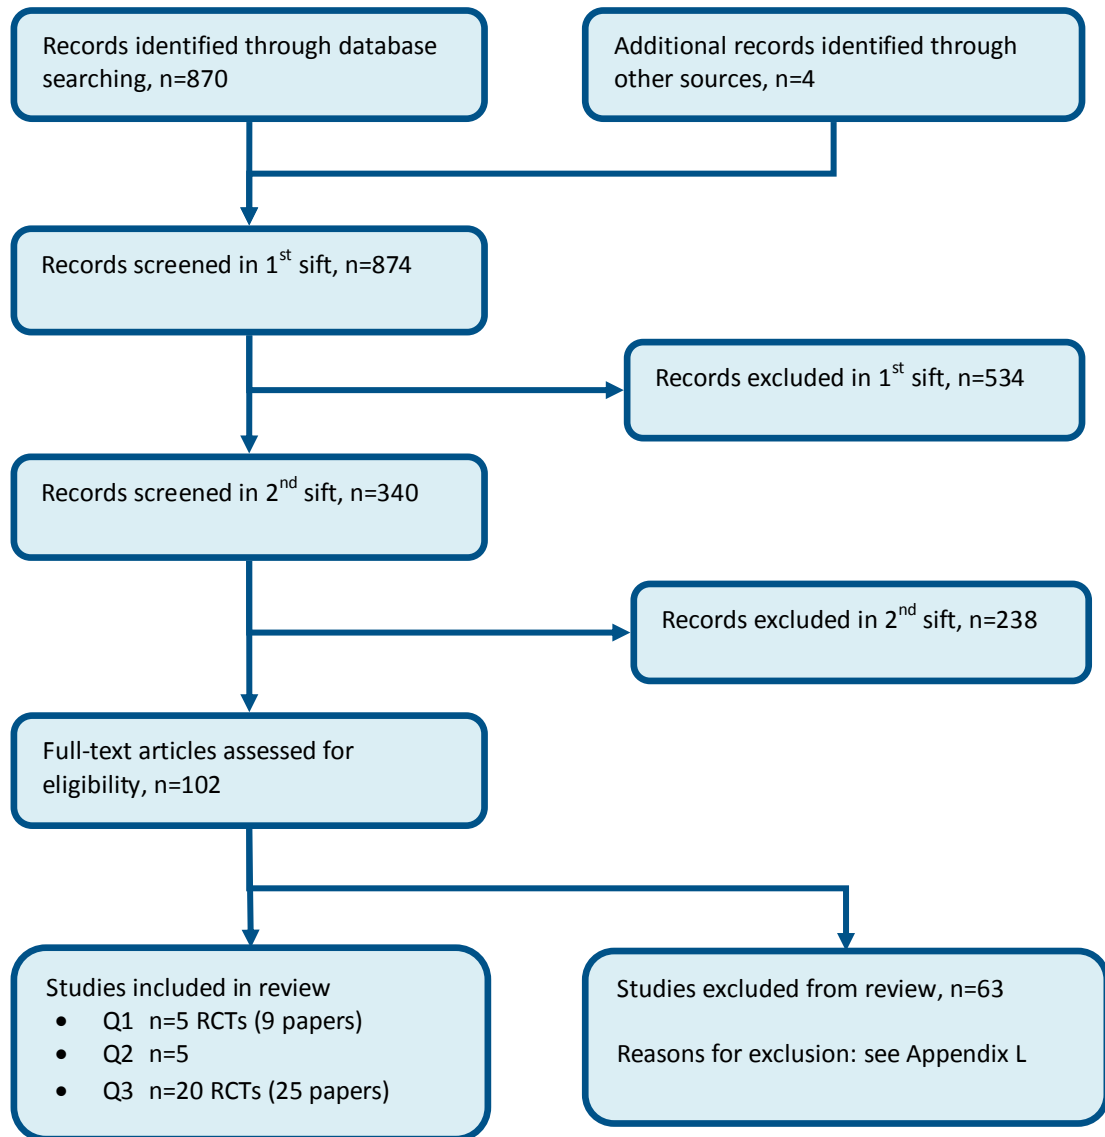 Records identified through database
searching, n=870
Additional records identified through
other sources, n=4
Records screened in 1st sift, n=874
Records excluded in 1st sift, n=534
Records screened in 2nd sift, n=340
Records excluded in 2nd sift, n=238
Full-text articles assessed for
eligibility, n=102
Studies included in review
• Q1 n=5 RCTs (9 papers)
• Q2 n=5
• Q3 n=20 RCTs (25 papers)
Studies excluded from review, n=63
Reasons for exclusion: see Appendix L